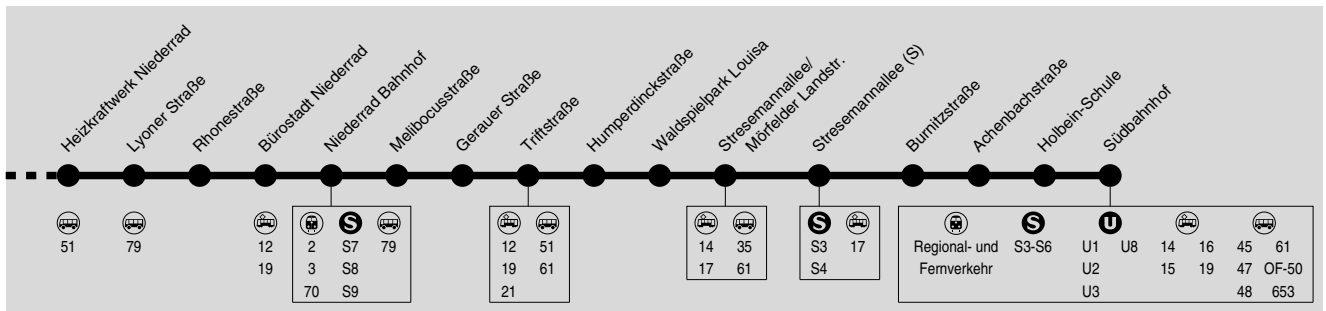 Heizkraftwerk Niederrad
Lyoner Straße
Rhonestraße
Bürostadt Niederrad
Niederrad Bahnhof
Melibocusstraße
Gerauer Straße
Triftstraße
Humperdinckstraße
Waldspielpark Louisa
Stresemannallee/
Mörfelder Landstr.
Stresemannallee (S)
Burnitzstraße
Achenbachstraße
Holbein-Schule
Südbahnhof
51
79
12
19
S
2 S7 79
3 S8
70 S9
12 51
19 61
21
14 35
17 61
S
S3 17
S4
S U
Regional- und S3-S6 U1 U8 14 16 45 61
Fernverkehr U2 15 19 47 OF-50
U3 48 653